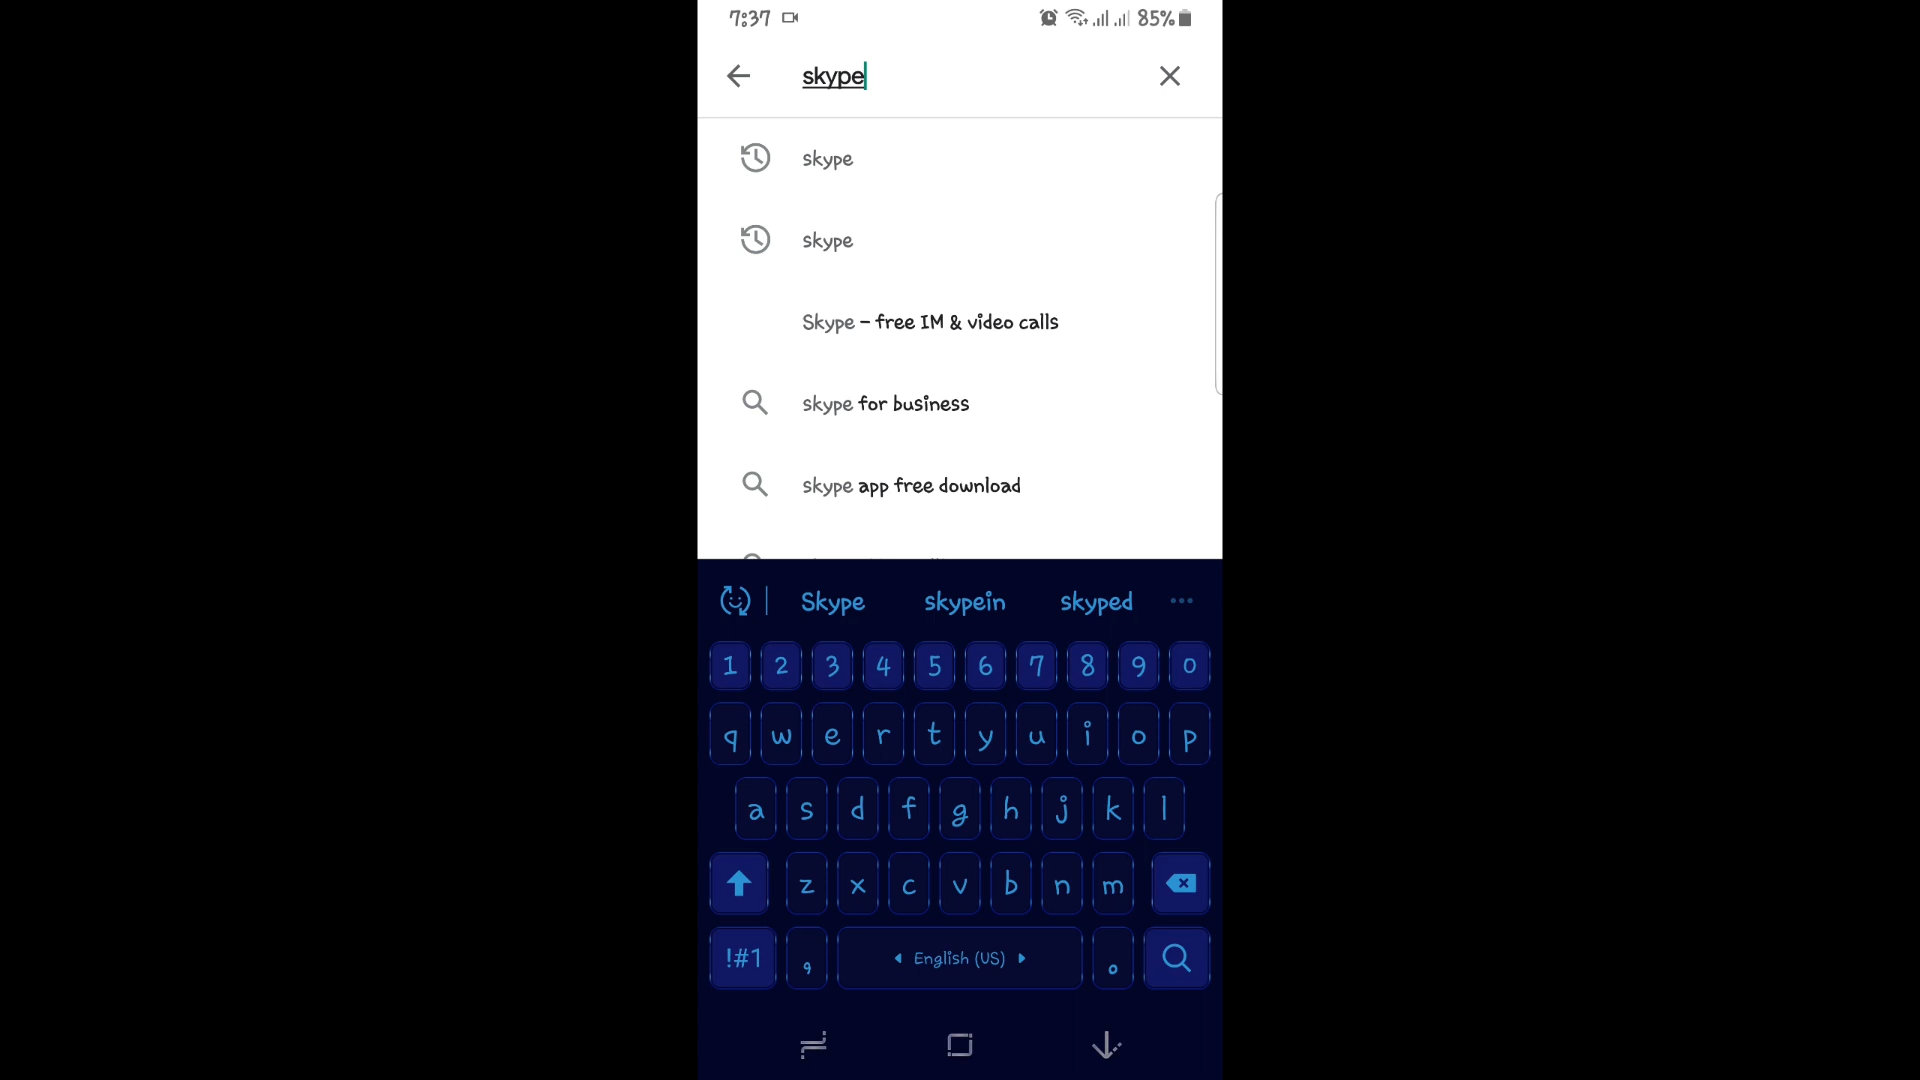 7:37 85%
skype
skype
skype
Skype – free IM & video calls
skype for business
skype app free download
Skype skypein skyped
1 2 3 4 5 6 7 8 9 0
q w e r t y u i o p
a s d f g h j k l
z x c v b n m
!#1 , English (US) .